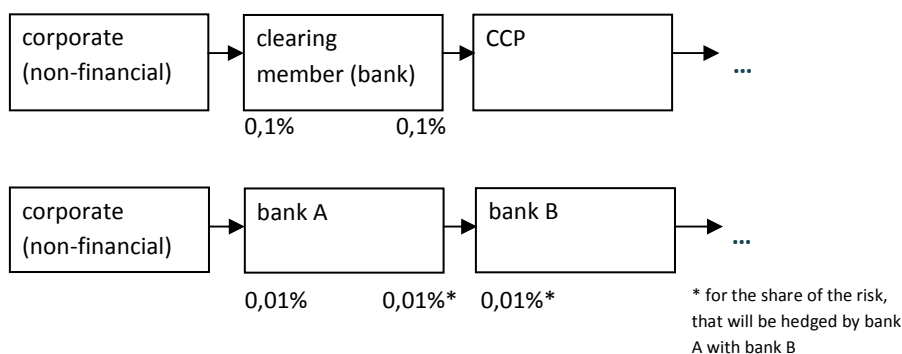 corporate
(non-financial)
clearing
member (bank)
CCP
...
0,1%
0,1%
corporate
(non-financial)
bank A
bank B
...
0,01%
0,01%*
0,01%*
* for the share of the risk,
that will be hedged by bank
A with bank B